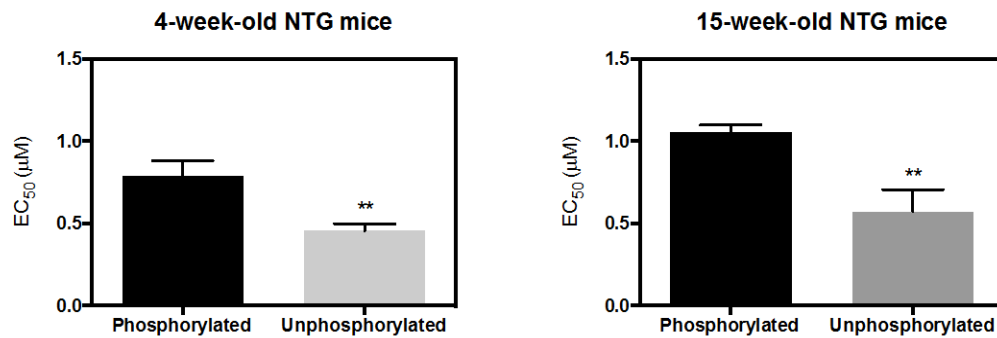 4-week-old NTG mice
1.5
1.0
0.5
0.0
EC50 (μM)
**
Phosphorylated Unphosphorylated
15-week-old NTG mice
1.5
1.0
0.5
0.0
EC50 (μM)
**
Phosphorylated Unphosphorylated